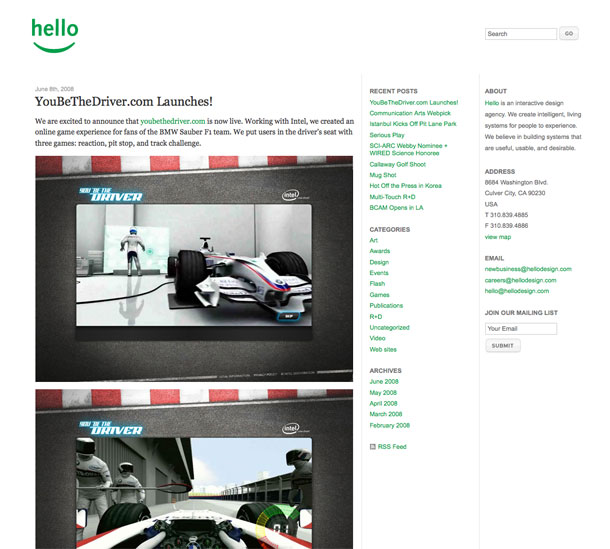 hello
Search
GO
June 8th, 2008
YouBeTheDriver.com Launches!
We are excited to announce that youbethedriver.com is now live. Working with Intel, we created an
online game experience for fans of the BMW Sauber F1 team. We put users in the driver's seat with
three games: reaction, pit stop, and track challenge.
YOU'BE THE
DRIVER
intel
SKIP
YOU'BE THE
DRIVER
intel
RECENT POSTS
YouBeTheDriver.com Launches!
Communication Arts Webpick
Istanbul Kicks Off Pit Lane Park
Serious Play
SCI-ARC Webby Nominee +
WIRED Science Honoree
Callaway Golf Shoot
Mug Shot
Hot Off the Press in Korea
Multi-Touch R+D
BCAM Opens in LA
CATEGORIES
Art
Awards
Design
Events
Flash
Games
Publications
R+D
Uncategorized
Video
Web sites
ARCHIVES
June 2008
May 2008
April 2008
March 2008
February 2008
RSS Feed
ABOUT
Hello is an interactive design
agency. We create intelligent, living
systems for people to experience.
We believe in building systems that
are useful, usable, and desirable.
ADDRESS
8684 Washington Blvd.
Culver City, CA 90230
USA
T 310.839.4885
F 310.839.4886
view map
EMAIL
newbusiness@hellodesign.com
careers@hellodesign.com
hello@hellodesign.com
JOIN OUR MAILING LIST
Your Email
SUBMIT